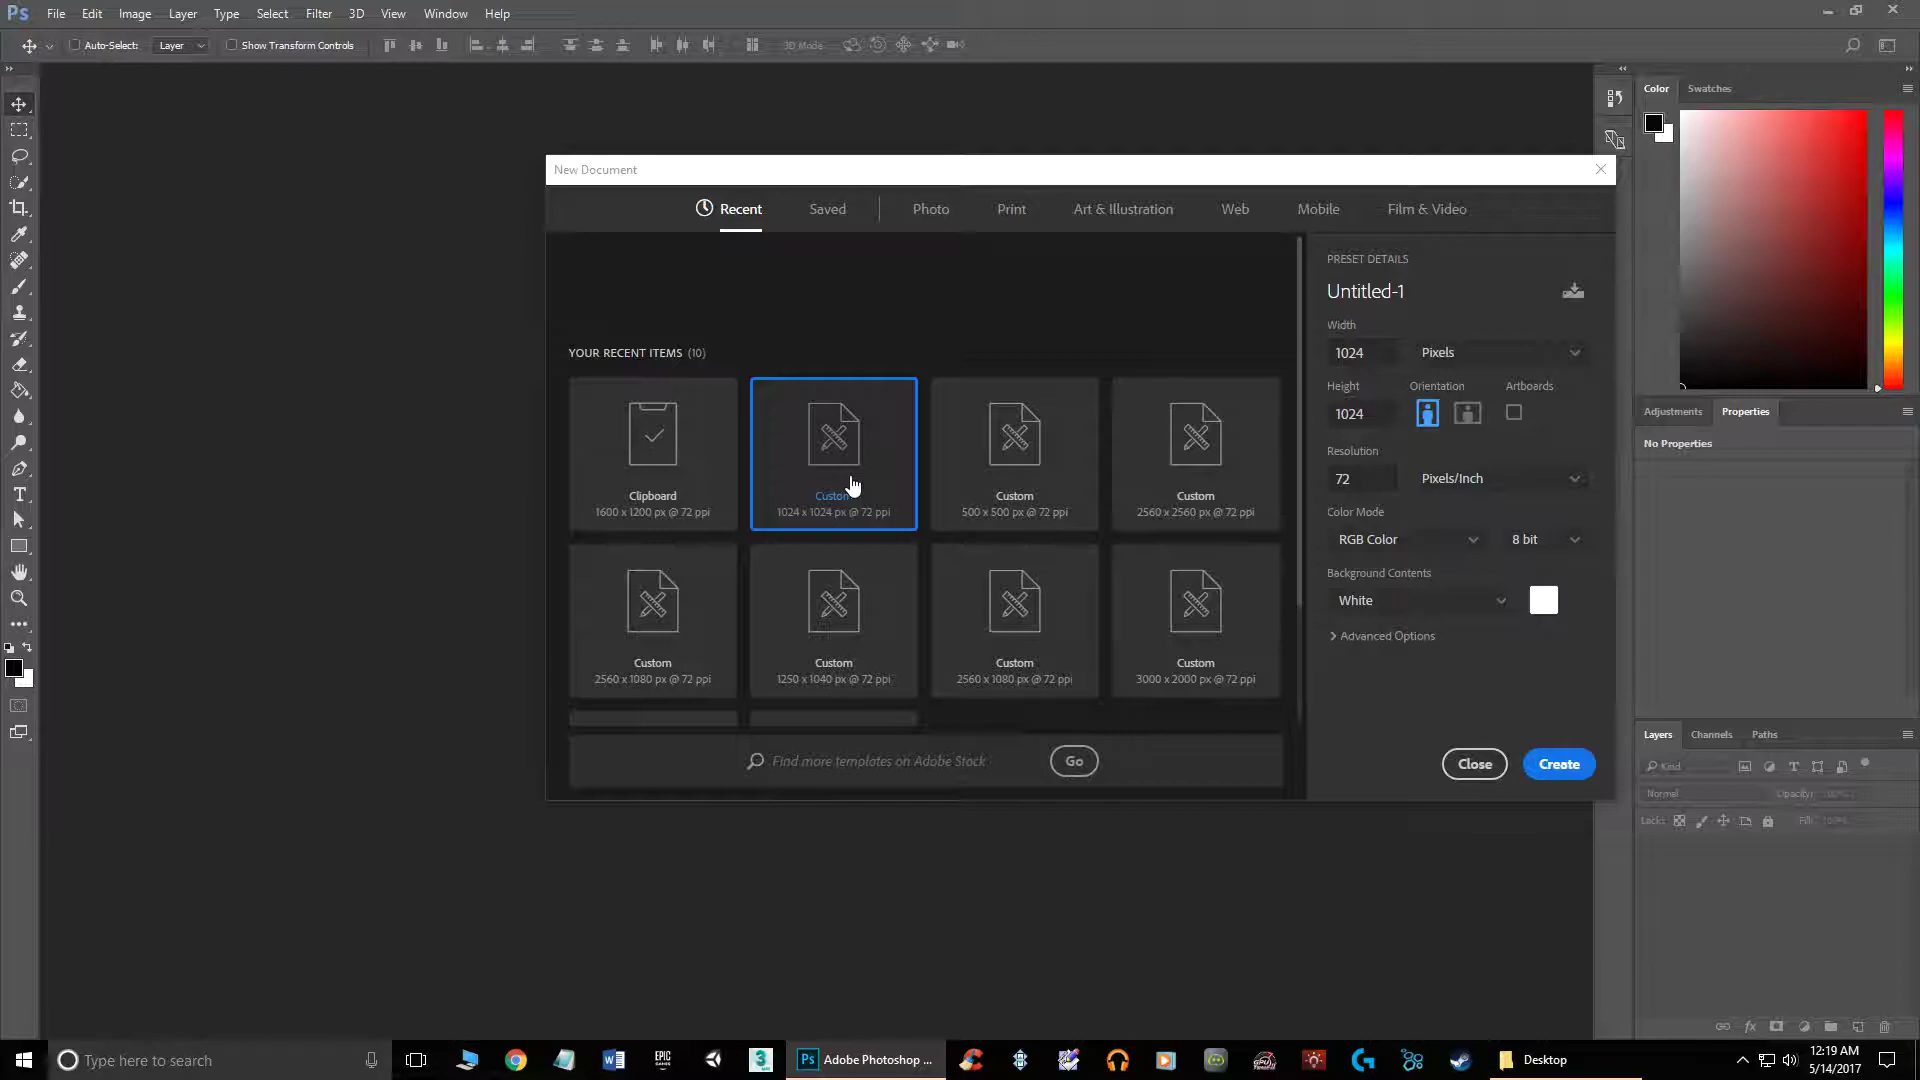 Ps File Edit Image Layer Type Select Filter 3D View Window Help
Auto-Select: Layer Show Transform Controls 3D Mode
Color Swatches
New Document
Recent Saved Photo Print Art & Illustration Web Mobile Film & Video
PRESET DETAILS
Untitled-1
Width
1024 Pixels
Height Orientation Artboards
1024
Resolution
72 Pixels/Inch
Color Mode
RGB Color 8 bit
Background Contents
White
Advanced Options
Close Create
YOUR RECENT ITEMS (10)
Clipboard
1600 x 1200 px @ 72 ppi
Custom
1024 x 1024 px @ 72 ppi
Custom
500 x 500 px @ 72 ppi
Custom
2560 x 2560 px @ 72 ppi
Custom
2560 x 1080 px @ 72 ppi
Custom
1250 x 1040 px @ 72 ppi
Custom
2560 x 1080 px @ 72 ppi
Custom
3000 x 2000 px @ 72 ppi
Find more templates on Adobe Stock Go
Adjustments Properties
No Properties
Layers Channels Paths
Kind
Normal Opacity: 100%
Lock: Fill: 100%
Type here to search
EPIC
GAMES
Ps Adobe Photoshop ...
Desktop
12:19 AM
5/14/2017